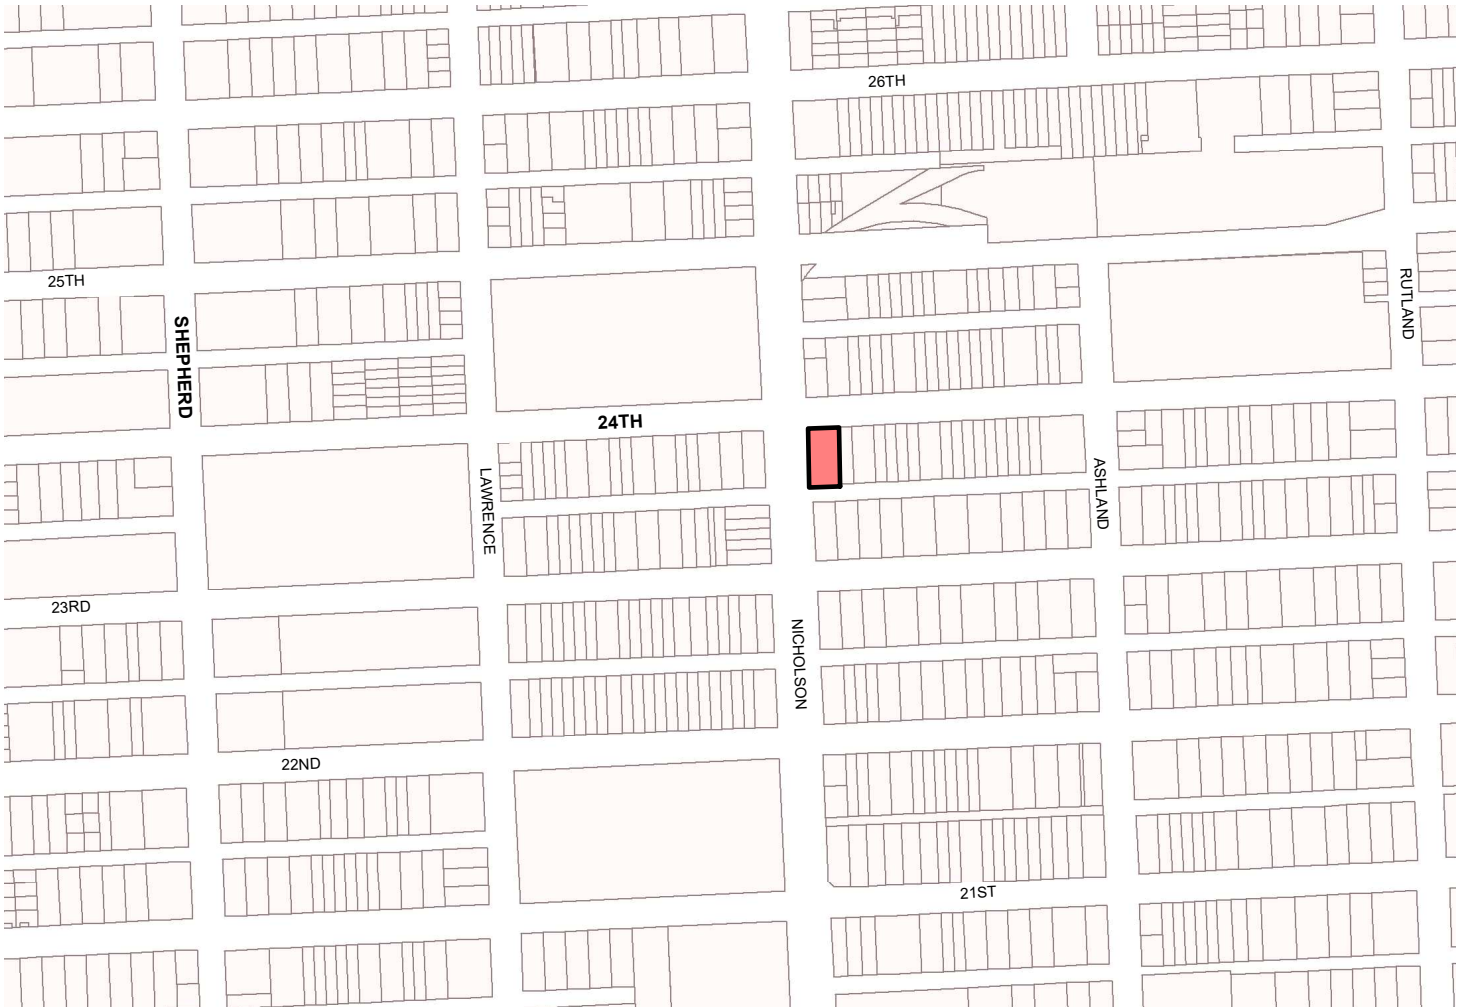 26TH
25TH
RUTLAND
SHEPHERD
24TH
LAWRENCE
ASHLAND
23RD
NICHOLSON
22ND
21ST